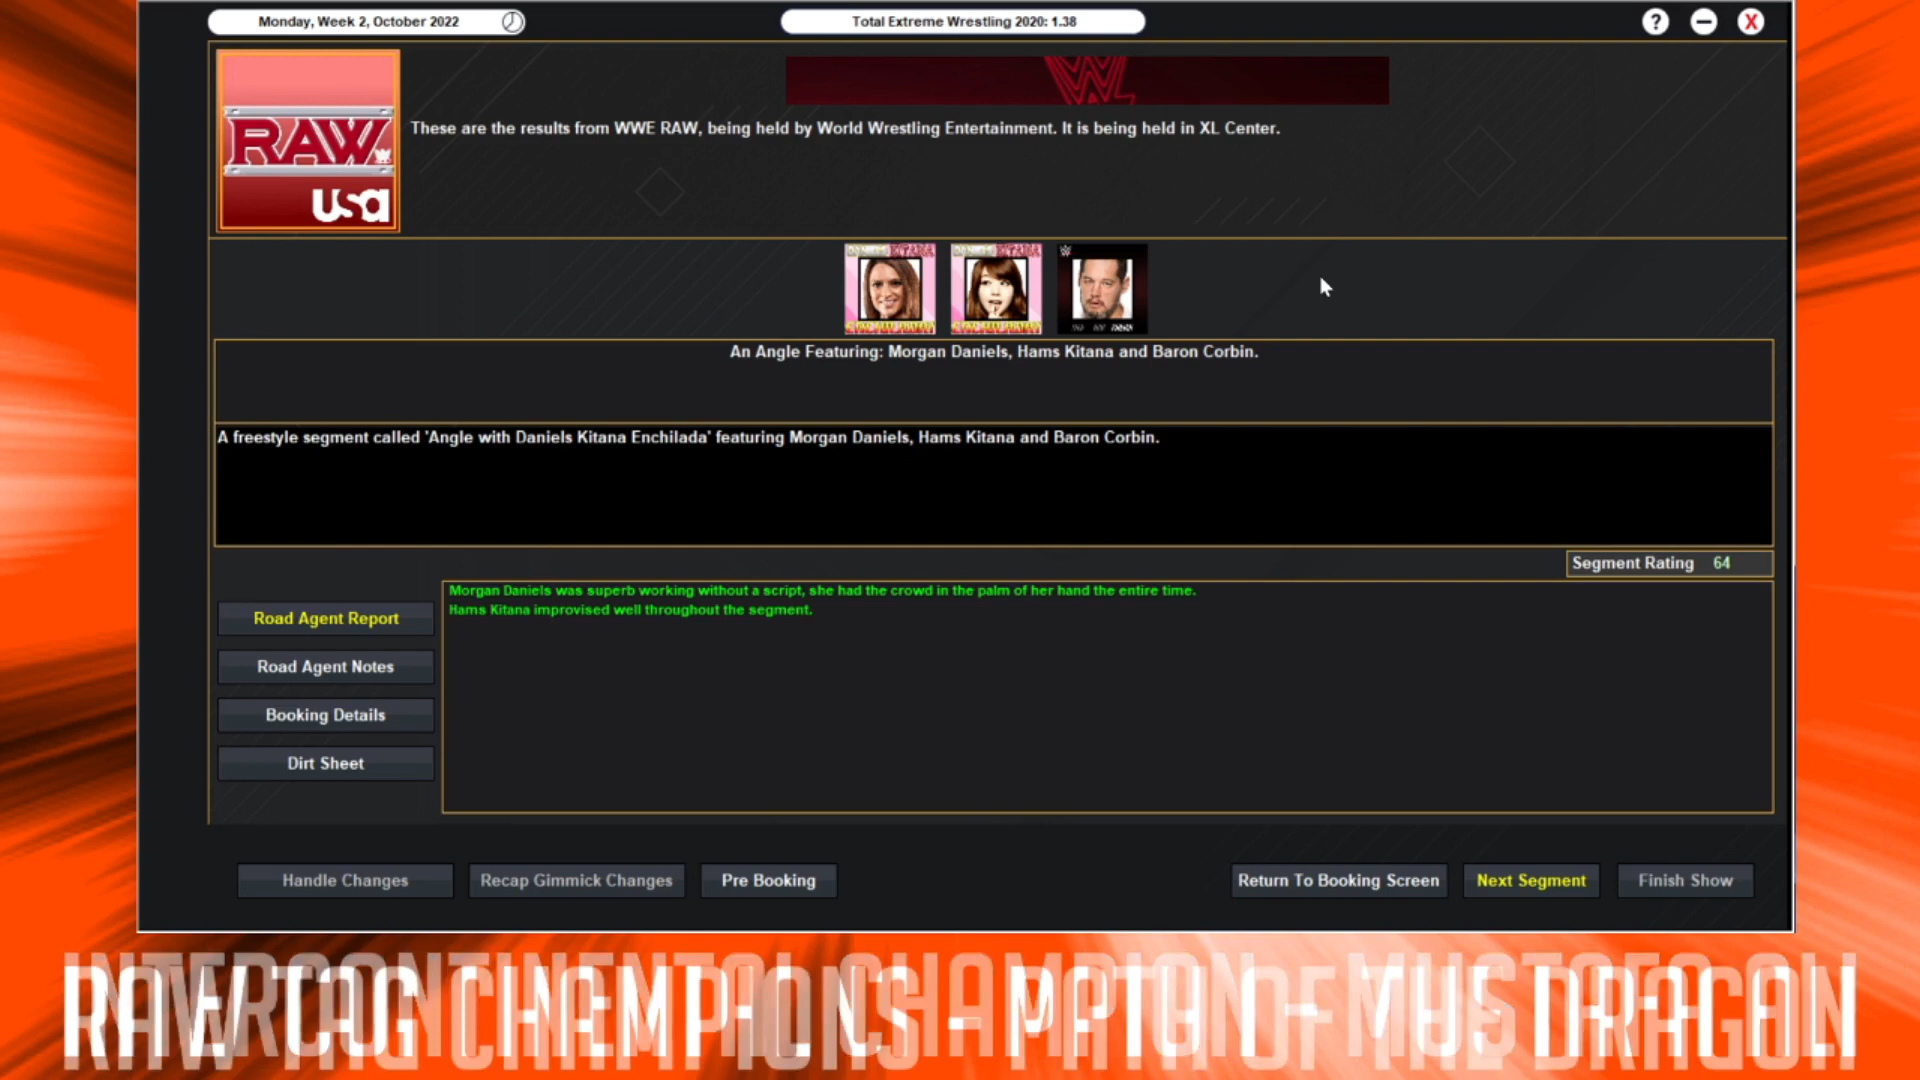 Monday, Week 2, October 2022
Total Extreme Wrestling 2020: 1.38
?
X
RAW
usa
These are the results from WWE RAW, being held by World Wrestling Entertainment. It is being held in XL Center.
An Angle Featuring: Morgan Daniels, Hams Kitana and Baron Corbin.
A freestyle segment called 'Angle with Daniels Kitana Enchilada' featuring Morgan Daniels, Hams Kitana and Baron Corbin.
Segment Rating 64
Morgan Daniels was superb working without a script, she had the crowd in the palm of her hand the entire time.
Hams Kitana improvised well throughout the segment.
Road Agent Report
Road Agent Notes
Booking Details
Dirt Sheet
Handle Changes
Recap Gimmick Changes
Pre Booking
Return To Booking Screen
Next Segment
Finish Show